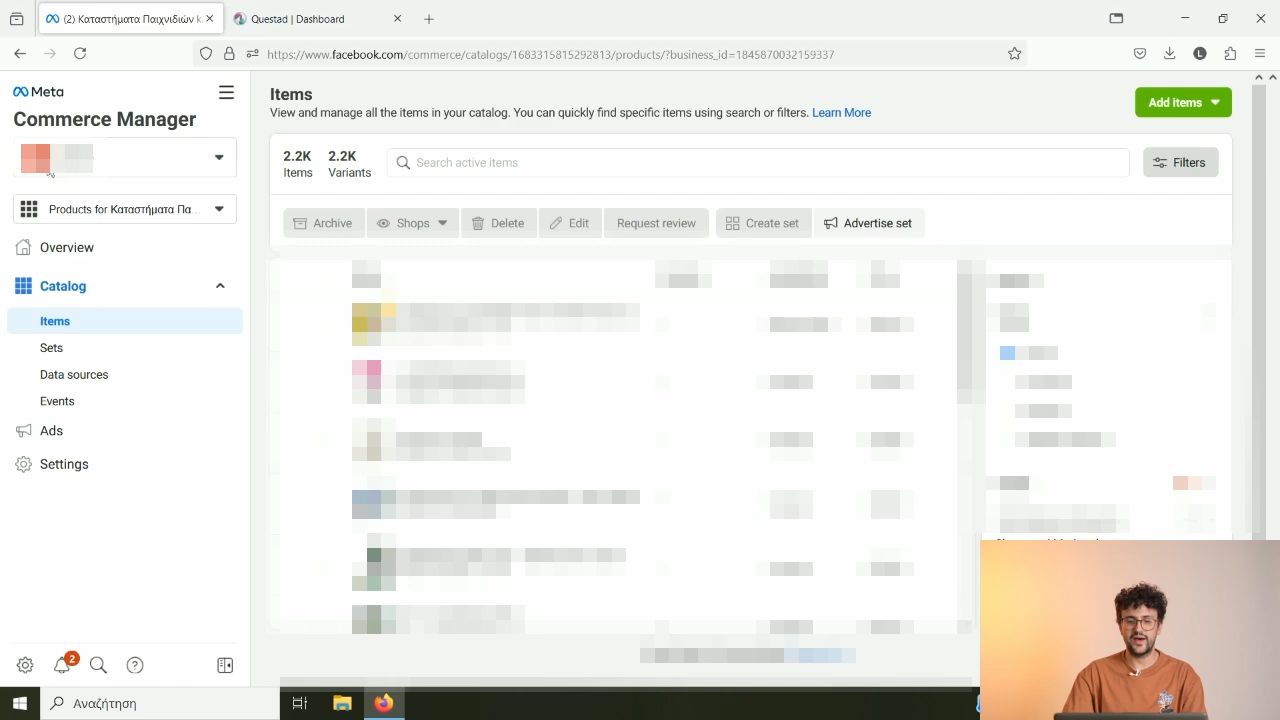 (2) Καταστήματα Παιχνιδιών κ
Questad | Dashboard
https://www.facebook.com/commerce/catalogs/1683315815292813/products/?business_id=1845870032159337
L
Meta
Commerce Manager
Products for Καταστήματα Πα...
Overview
Catalog
Items
Sets
Data sources
Events
Ads
Settings
2
Items
View and manage all the items in your catalog. You can quickly find specific items using search or filters. Learn More
Add items
2.2K
Items
2.2K
Variants
Search active items
Filters
Archive
Shops
Delete
Edit
Request review
Create set
Advertise set
Αναζήτηση